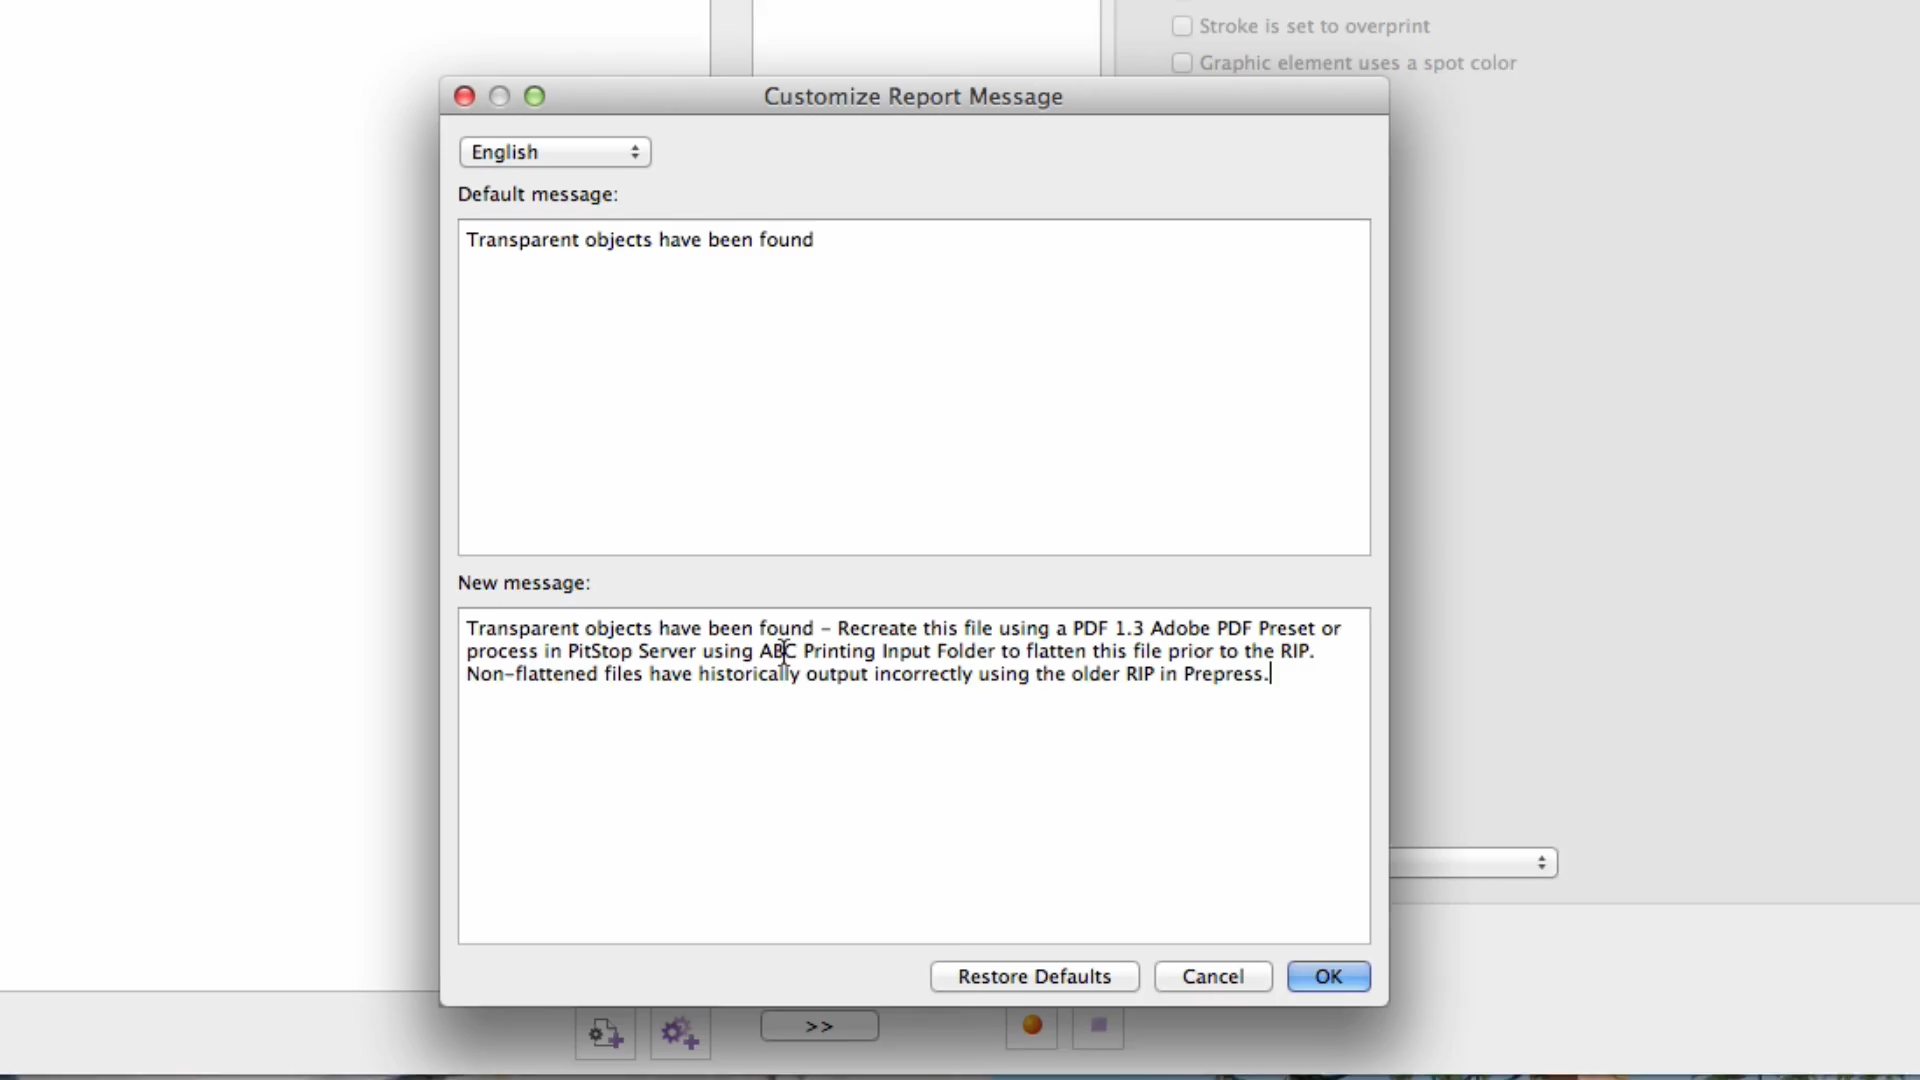 Stroke is set to overprint
Graphic element uses a spot color
Customize Report Message
English
Default message:
Transparent objects have been found
New message:
Transparent objects have been found – Recreate this file using a PDF 1.3 Adobe PDF Preset or
process in PitStop Server using ABC Printing Input Folder to flatten this file prior to the RIP.
Non-flattened files have historically output incorrectly using the older RIP in Prepress.
Restore Defaults
Cancel
OK
>>